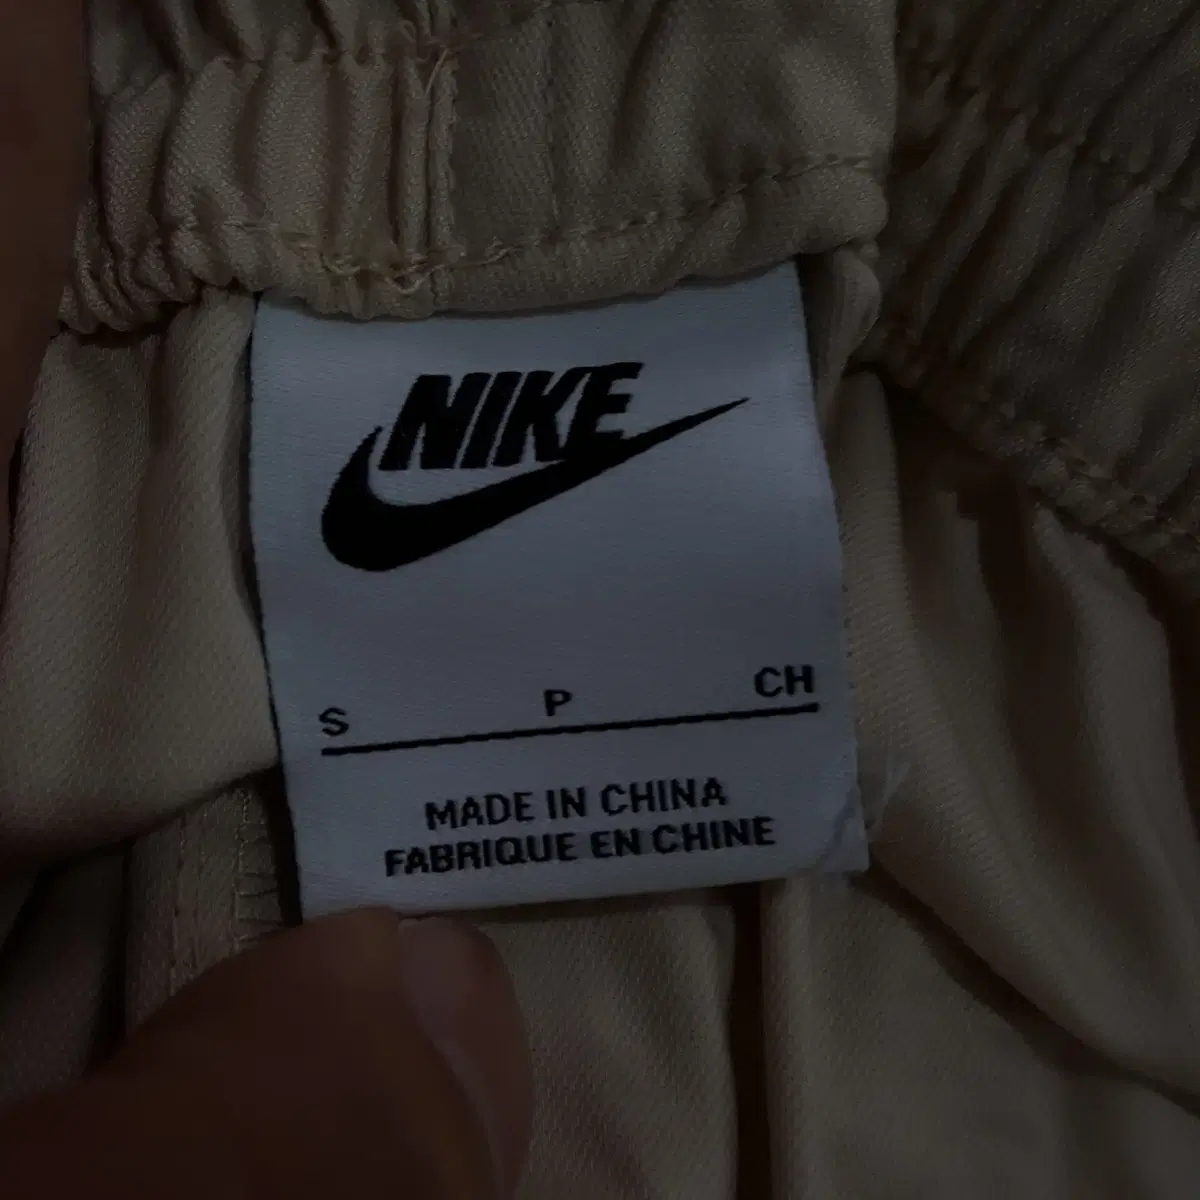 NIKE
S P CH
MADE IN CHINA
FABRIQUE EN CHINE